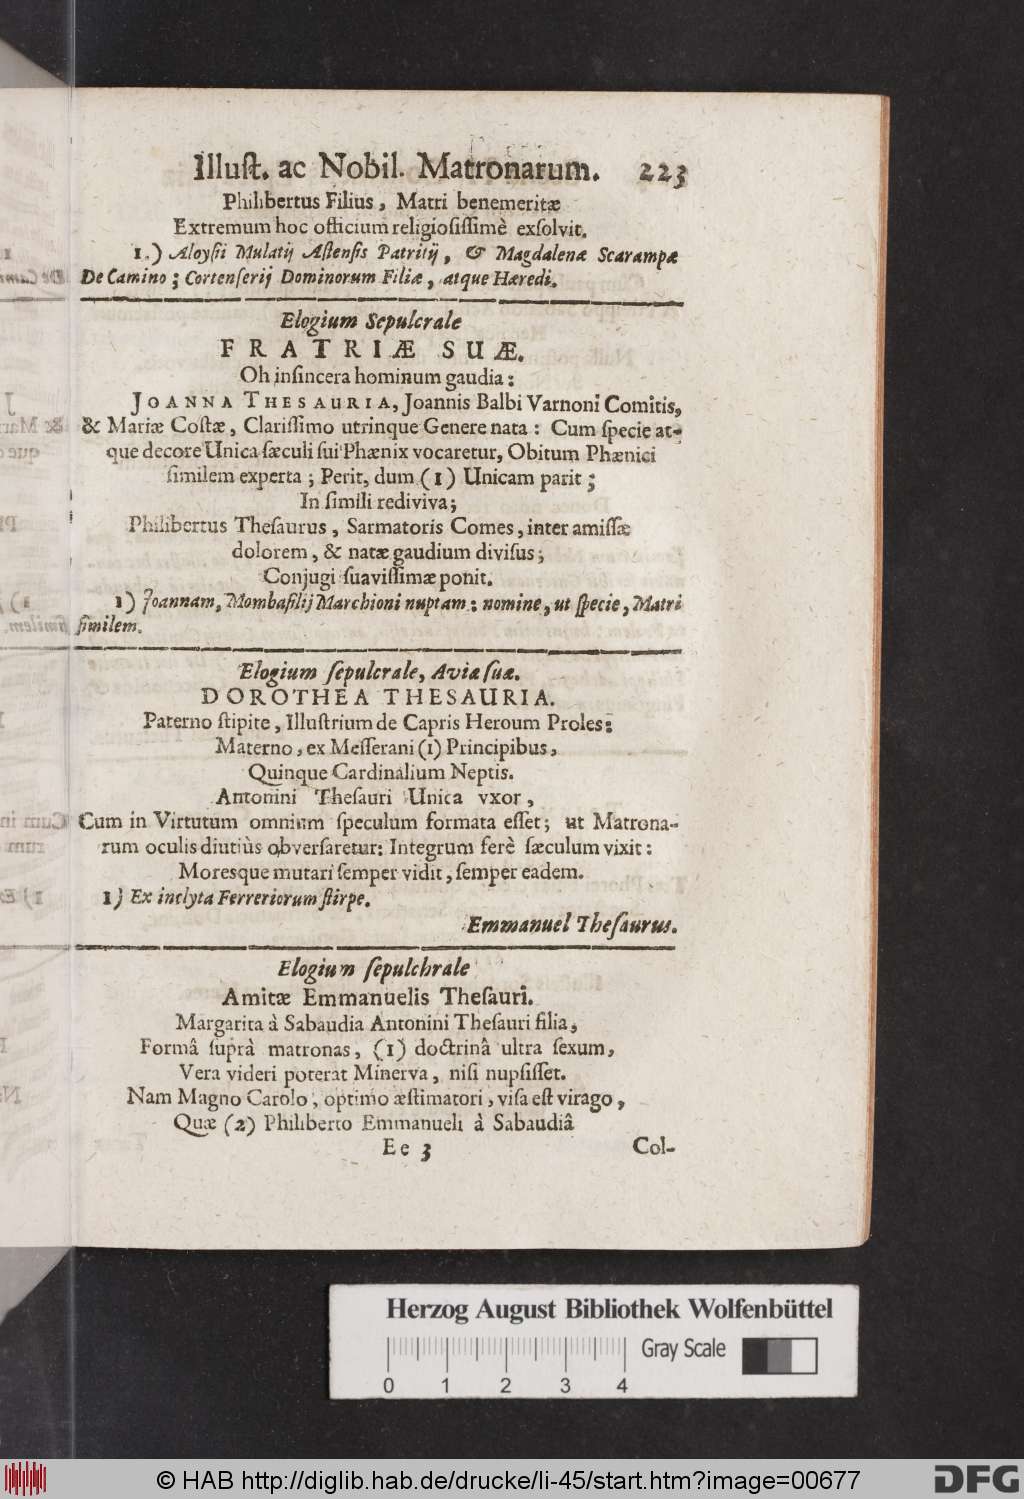 Illuſt. ac Nobil. Matronarum. 223
Philibertus Filius, Matri benemeritæ
Extremum hoc officium religioſiſſimè exſolvit.
1.) Aloyſii Mulatij Aſtenſis Patritij, & Magdalenæ Scarampæ
De Camino; Cortenſerij Dominorum Filiæ, atque Hæredi.
Elogium Sepulcrale
FRATRIÆ SUÆ.
Oh inſincera hominum gaudia:
JOANNA THESAURIA, Joannis Balbi Varnoni Comitis,
& Mariæ Coſtæ, Clariſſimo utrinque Genere nata: Cum ſpecie at-
que decore Unica ſæculi ſui Phænix vocaretur, Obitum Phænici
ſimilem experta; Perit, dum (1) Unicam parit;
In ſimili rediviva;
Philibertus Theſaurus, Sarmatoris Comes, inter amiſſæ
dolorem, & natæ gaudium diviſus;
Conjugi ſuaviſſimæ ponit.
1) Joannam, Mombaſilij Marchioni nuptam: nomine, ut ſpecie, Matri
ſimilem.
Elogium ſepulcrale, Aviæ ſuæ.
DOROTHEA THESAURIA.
Paterno ſtipite, Illuſtrium de Capris Heroum Proles:
Materno, ex Meſſerani (1) Principibus,
Quinque Cardinalium Neptis.
Antonini Theſauri Unica vxor,
Cum in Virtutum omnium ſpeculum formata eſſet; ut Matrona-
rum oculis diutiùs obverſaretur: Integrum ferè ſæculum vixit:
Moresque mutari ſemper vidit, ſemper eadem.
1) Ex inclyta Ferreriorum ſtirpe.
Emmanuel Theſaurus.
Elogium ſepulchrale
Amitæ Emmanuelis Theſauri.
Margarita à Sabaudia Antonini Theſauri filia,
Formâ ſuprà matronas, (1) doctrinâ ultra ſexum,
Vera videri poterat Minerva, niſi nupſiſſet.
Nam Magno Carolo, optimo æſtimatori, viſa eſt virago,
Quæ (2) Philiberto Emmanueli à Sabaudiâ
Ee 3 Col-
Herzog August Bibliothek Wolfenbüttel
Gray Scale
0 1 2 3 4
© HAB http://diglib.hab.de/drucke/li-45/start.htm?image=00677
DFG